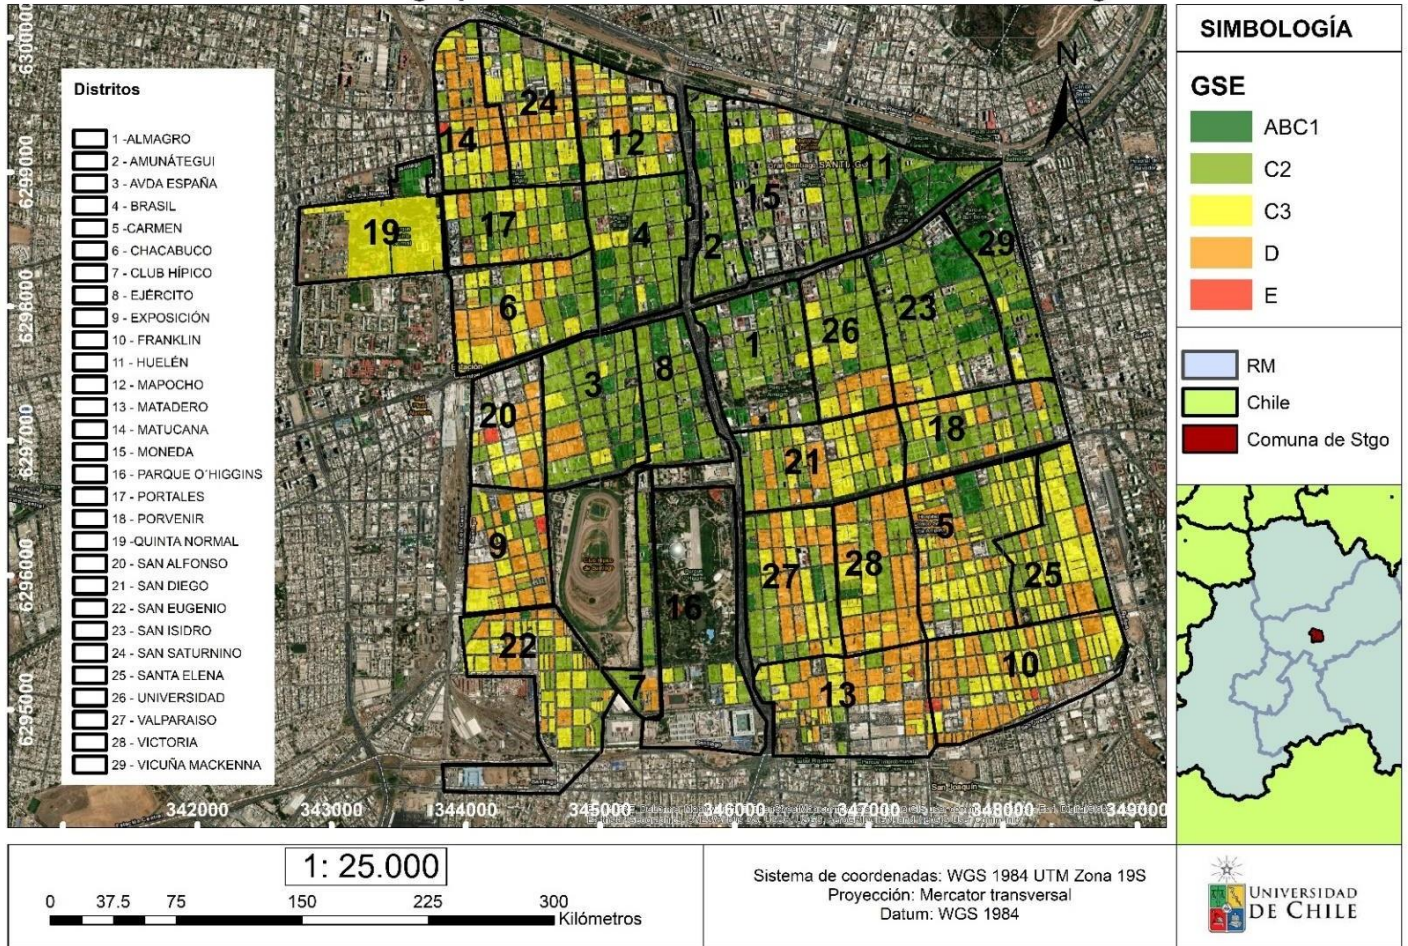 Distritos
1 -ALMAGRO
2 - AMUNÁTEGUI
3 - AVDA ESPAÑA
4 - BRASIL
5 -CARMEN
6 - CHACABUCO
7 - CLUB HÍPICO
8 - EJÉRCITO
9 - EXPOSICIÓN
10 - FRANKLIN
11 - HUELÉN
12 - MAPOCHO
13 - MATADERO
14 - MATUCANA
15 - MONEDA
16 - PARQUE O'HIGGINS
17 - PORTALES
18 - PORVENIR
19 -QUINTA NORMAL
20 - SAN ALFONSO
21 - SAN DIEGO
22 - SAN EUGENIO
23 - SAN ISIDRO
24 - SAN SATURNINO
25 - SANTA ELENA
26 - UNIVERSIDAD
27 - VALPARAISO
28 - VICTORIA
29 - VICUÑA MACKENNA
6300000
6299000
6298000
6297000
6296000
6295000
24
14
12
11
15
19
17
4
2
29
6
23
1
26
3
8
20
18
21
5
9
27
28
25
16
22
10
7
13
N
San Joaquín
342000 343000 344000 345000 346000 347000 348000 349000
SIMBOLOGÍA
GSE
ABC1
C2
C3
D
E
RM
Chile
Comuna de Stgo
1: 25.000
0 37.5 75 150 225 300
Kilómetros
Sistema de coordenadas: WGS 1984 UTM Zona 19S
Proyección: Mercator transversal
Datum: WGS 1984
UNIVERSIDAD
DE CHILE